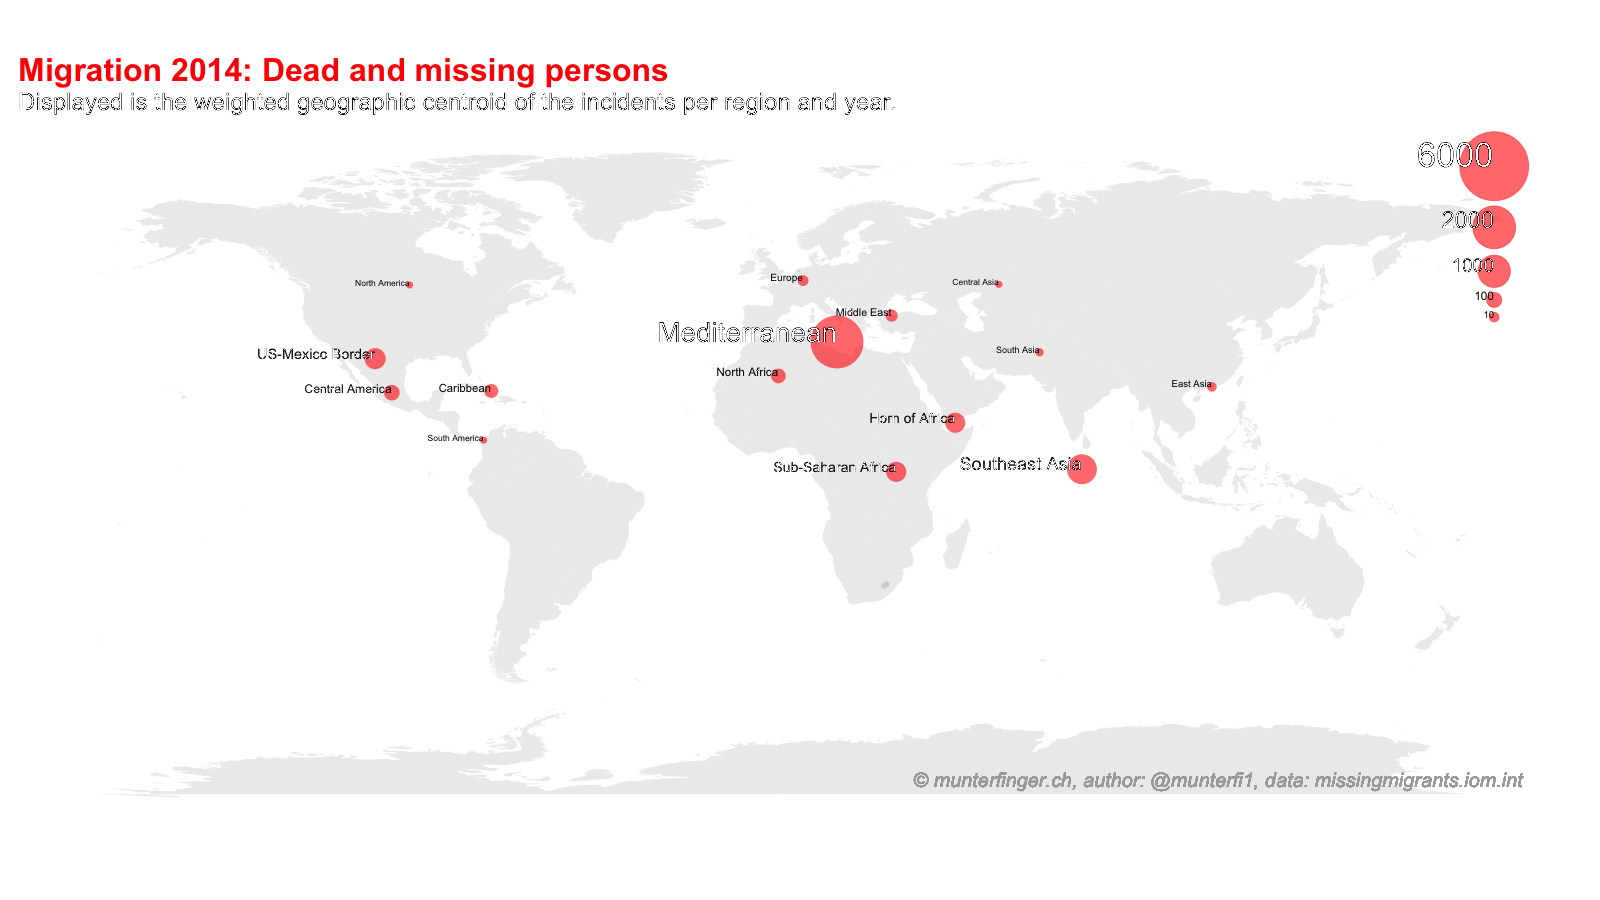 Migration 2014: Dead and missing persons
Displayed is the weighted geographic centroid of the incidents per region and year.
6000
2000
1000
100
10
North America
Europe
Central Asia
Middle East
Mediterranean
US-Mexico Border
South Asia
North Africa
Central America
Caribbean
East Asia
Horn of Africa
South America
Sub-Saharan Africa
Southeast Asia
© munterfinger.ch, author: @munterfi1, data: missingmigrants.iom.int